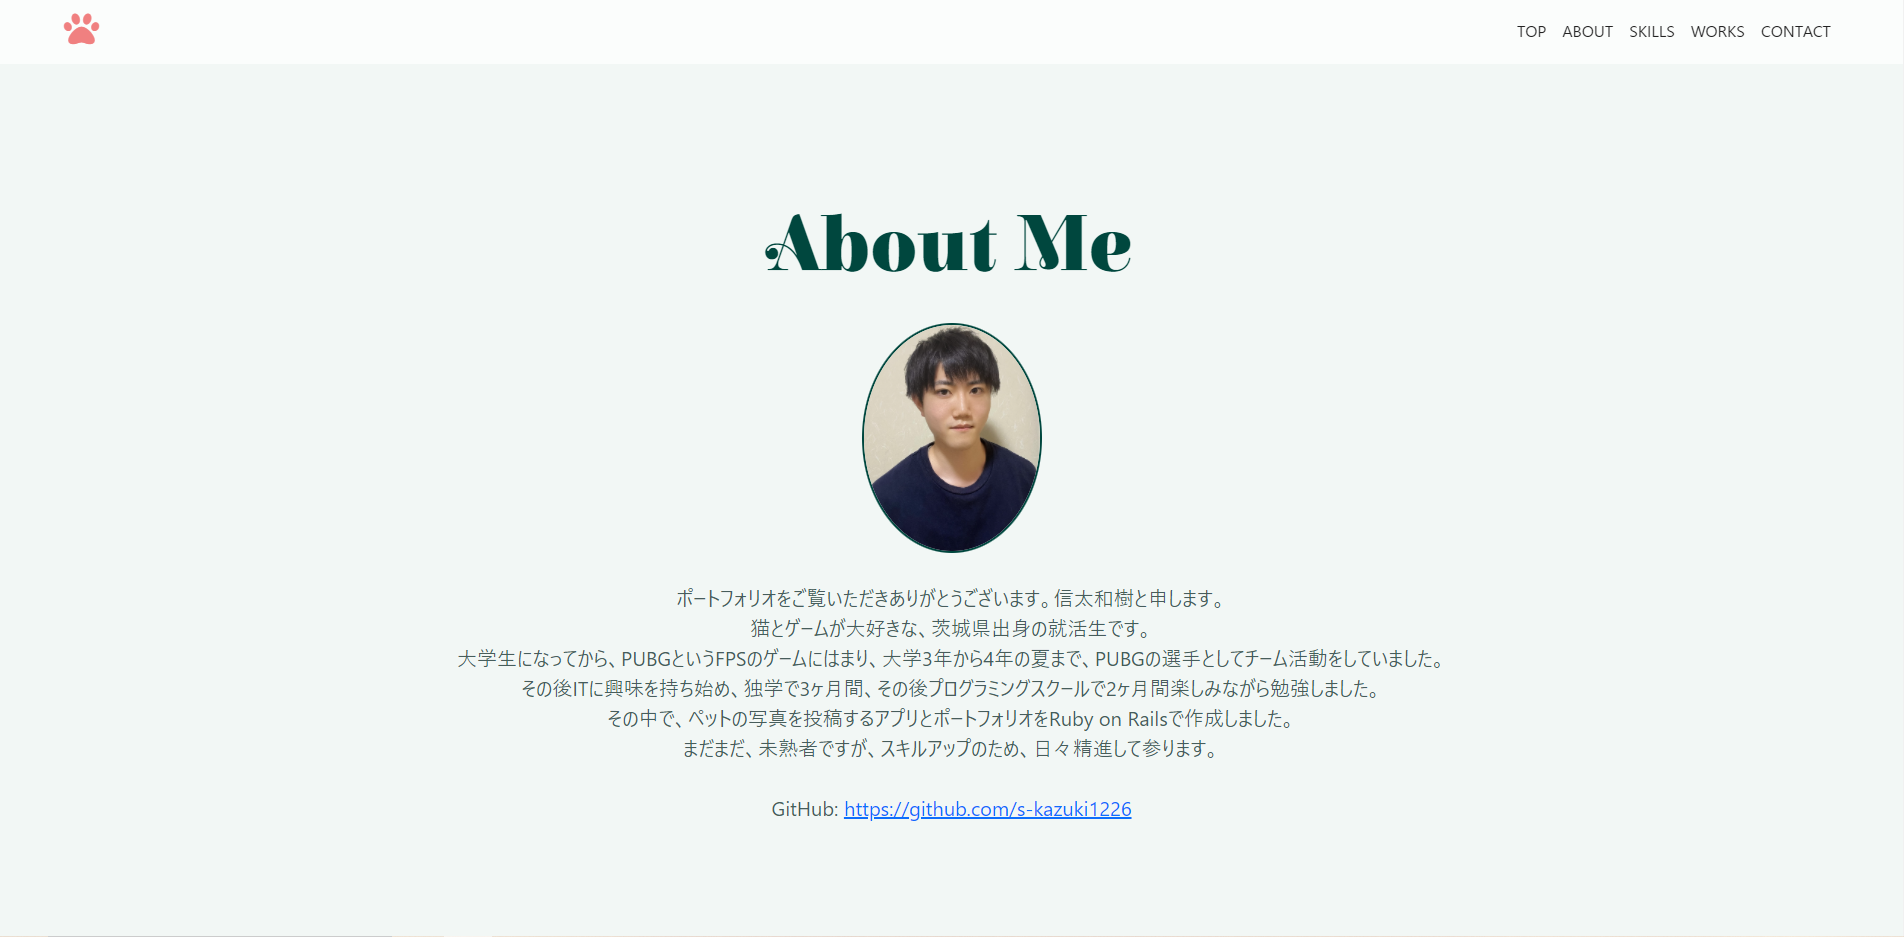 TOP ABOUT SKILLS WORKS CONTACT
About Me
ポートフォリオをご覧いただきありがとうございます。信太和樹と申します。
猫とゲームが大好きな、茨城県出身の就活生です。
大学生になってから、PUBGというFPSのゲームにはまり、大学3年から4年の夏まで、PUBGの選手としてチーム活動をしていました。
その後ITに興味を持ち始め、独学で3ヶ月間、その後プログラミングスクールで2ヶ月間楽しみながら勉強しました。
その中で、ペットの写真を投稿するアプリとポートフォリオをRuby on Railsで作成しました。
まだまだ、未熟者ですが、スキルアップのため、日々精進して参ります。
GitHub: https://github.com/s-kazuki1226